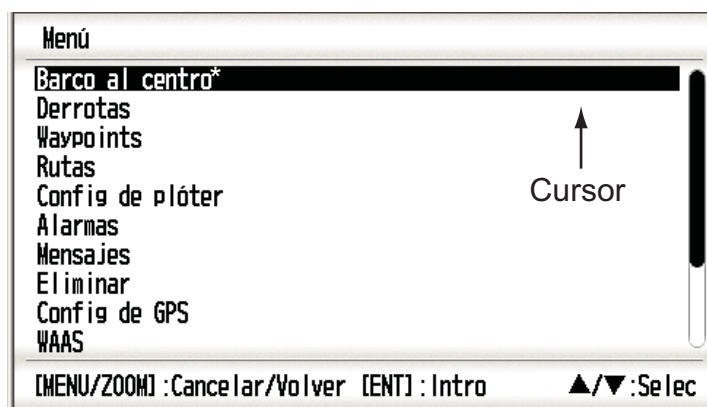 Menú
Barco al centro*
Derrotas
Waypoints
Rutas
Cursor
Config de plóter
Alarmas
Mensajes
Eliminar
Config de GPS
WAAS
[MENU/ZOOM]:Cancelar/Volver [ENT]:Intro ▲/▼:Selec